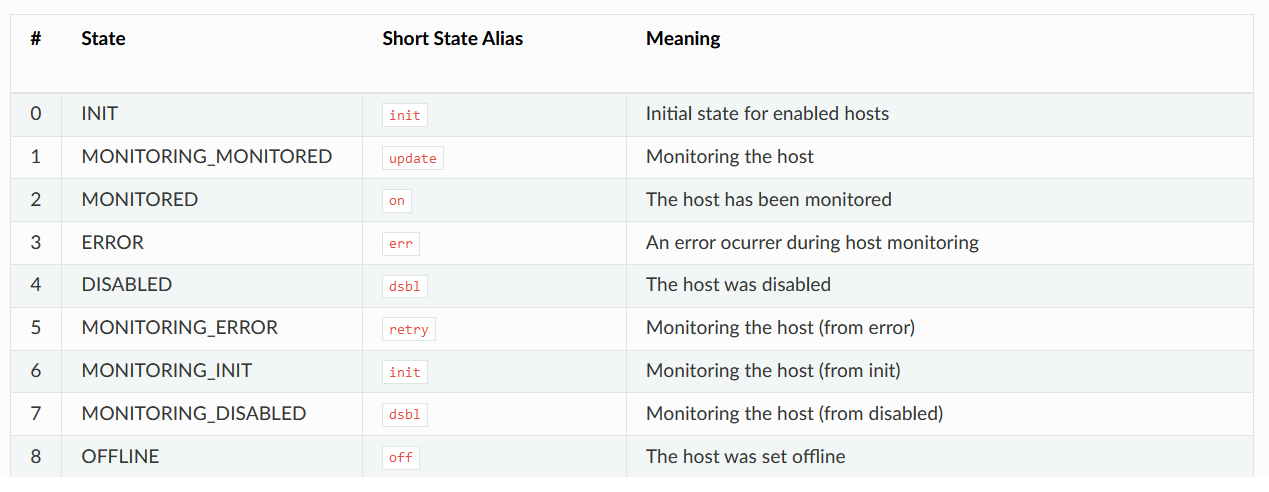 # State Short State Alias Meaning
0 INIT init Initial state for enabled hosts
1 MONITORING_MONITORED update Monitoring the host
2 MONITORED on The host has been monitored
3 ERROR err An error ocurrer during host monitoring
4 DISABLED dsbl The host was disabled
5 MONITORING_ERROR retry Monitoring the host (from error)
6 MONITORING_INIT init Monitoring the host (from init)
7 MONITORING_DISABLED dsbl Monitoring the host (from disabled)
8 OFFLINE off The host was set offline